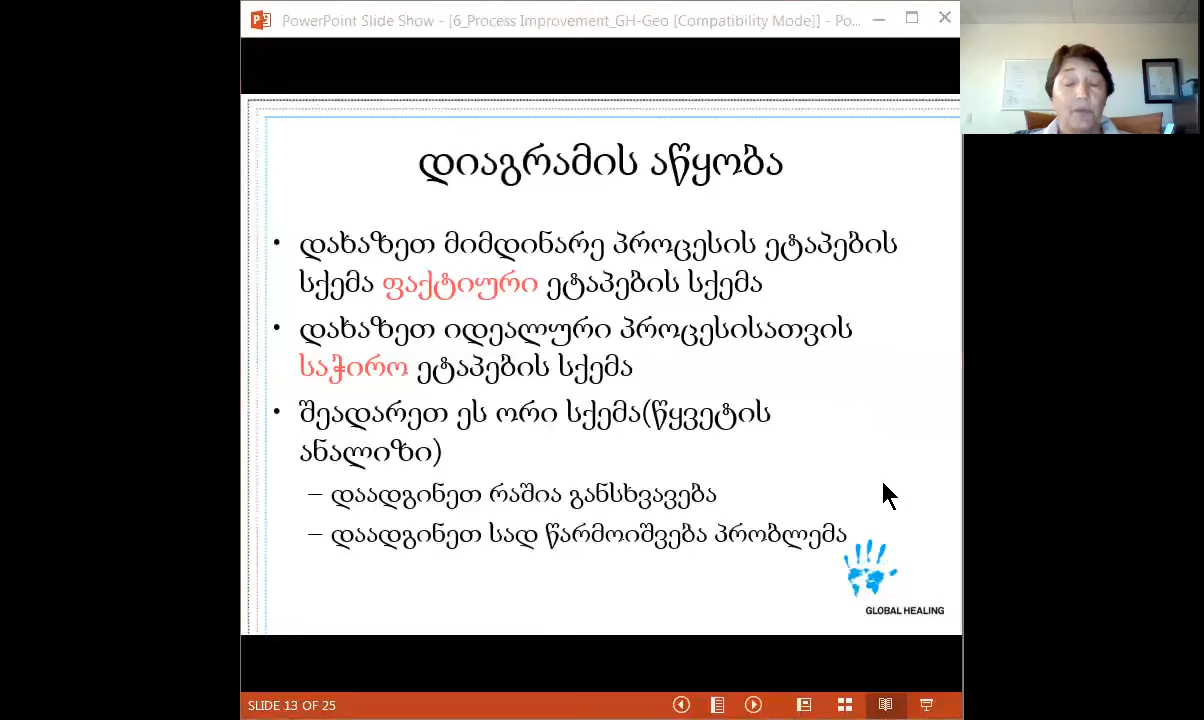 PowerPoint Slide Show - [6_Process Improvement_GH-Geo [Compatibility Mode]] - Po...
დიაგრამის აწყობა
• დახაზეთ მიმდინარე პროცესის ეტაპების
სქემა ფაქტიური ეტაპების სქემა
• დახაზეთ იდეალური პროცესისათვის
საჭირო ეტაპების სქემა
• შეადარეთ ეს ორი სქემა(წყვეტის
ანალიზი)
– დაადგინეთ რაშია განსხვავება
– დაადგინეთ სად წარმოიშვება პრობლემა
GLOBAL HEALING
SLIDE 13 OF 25